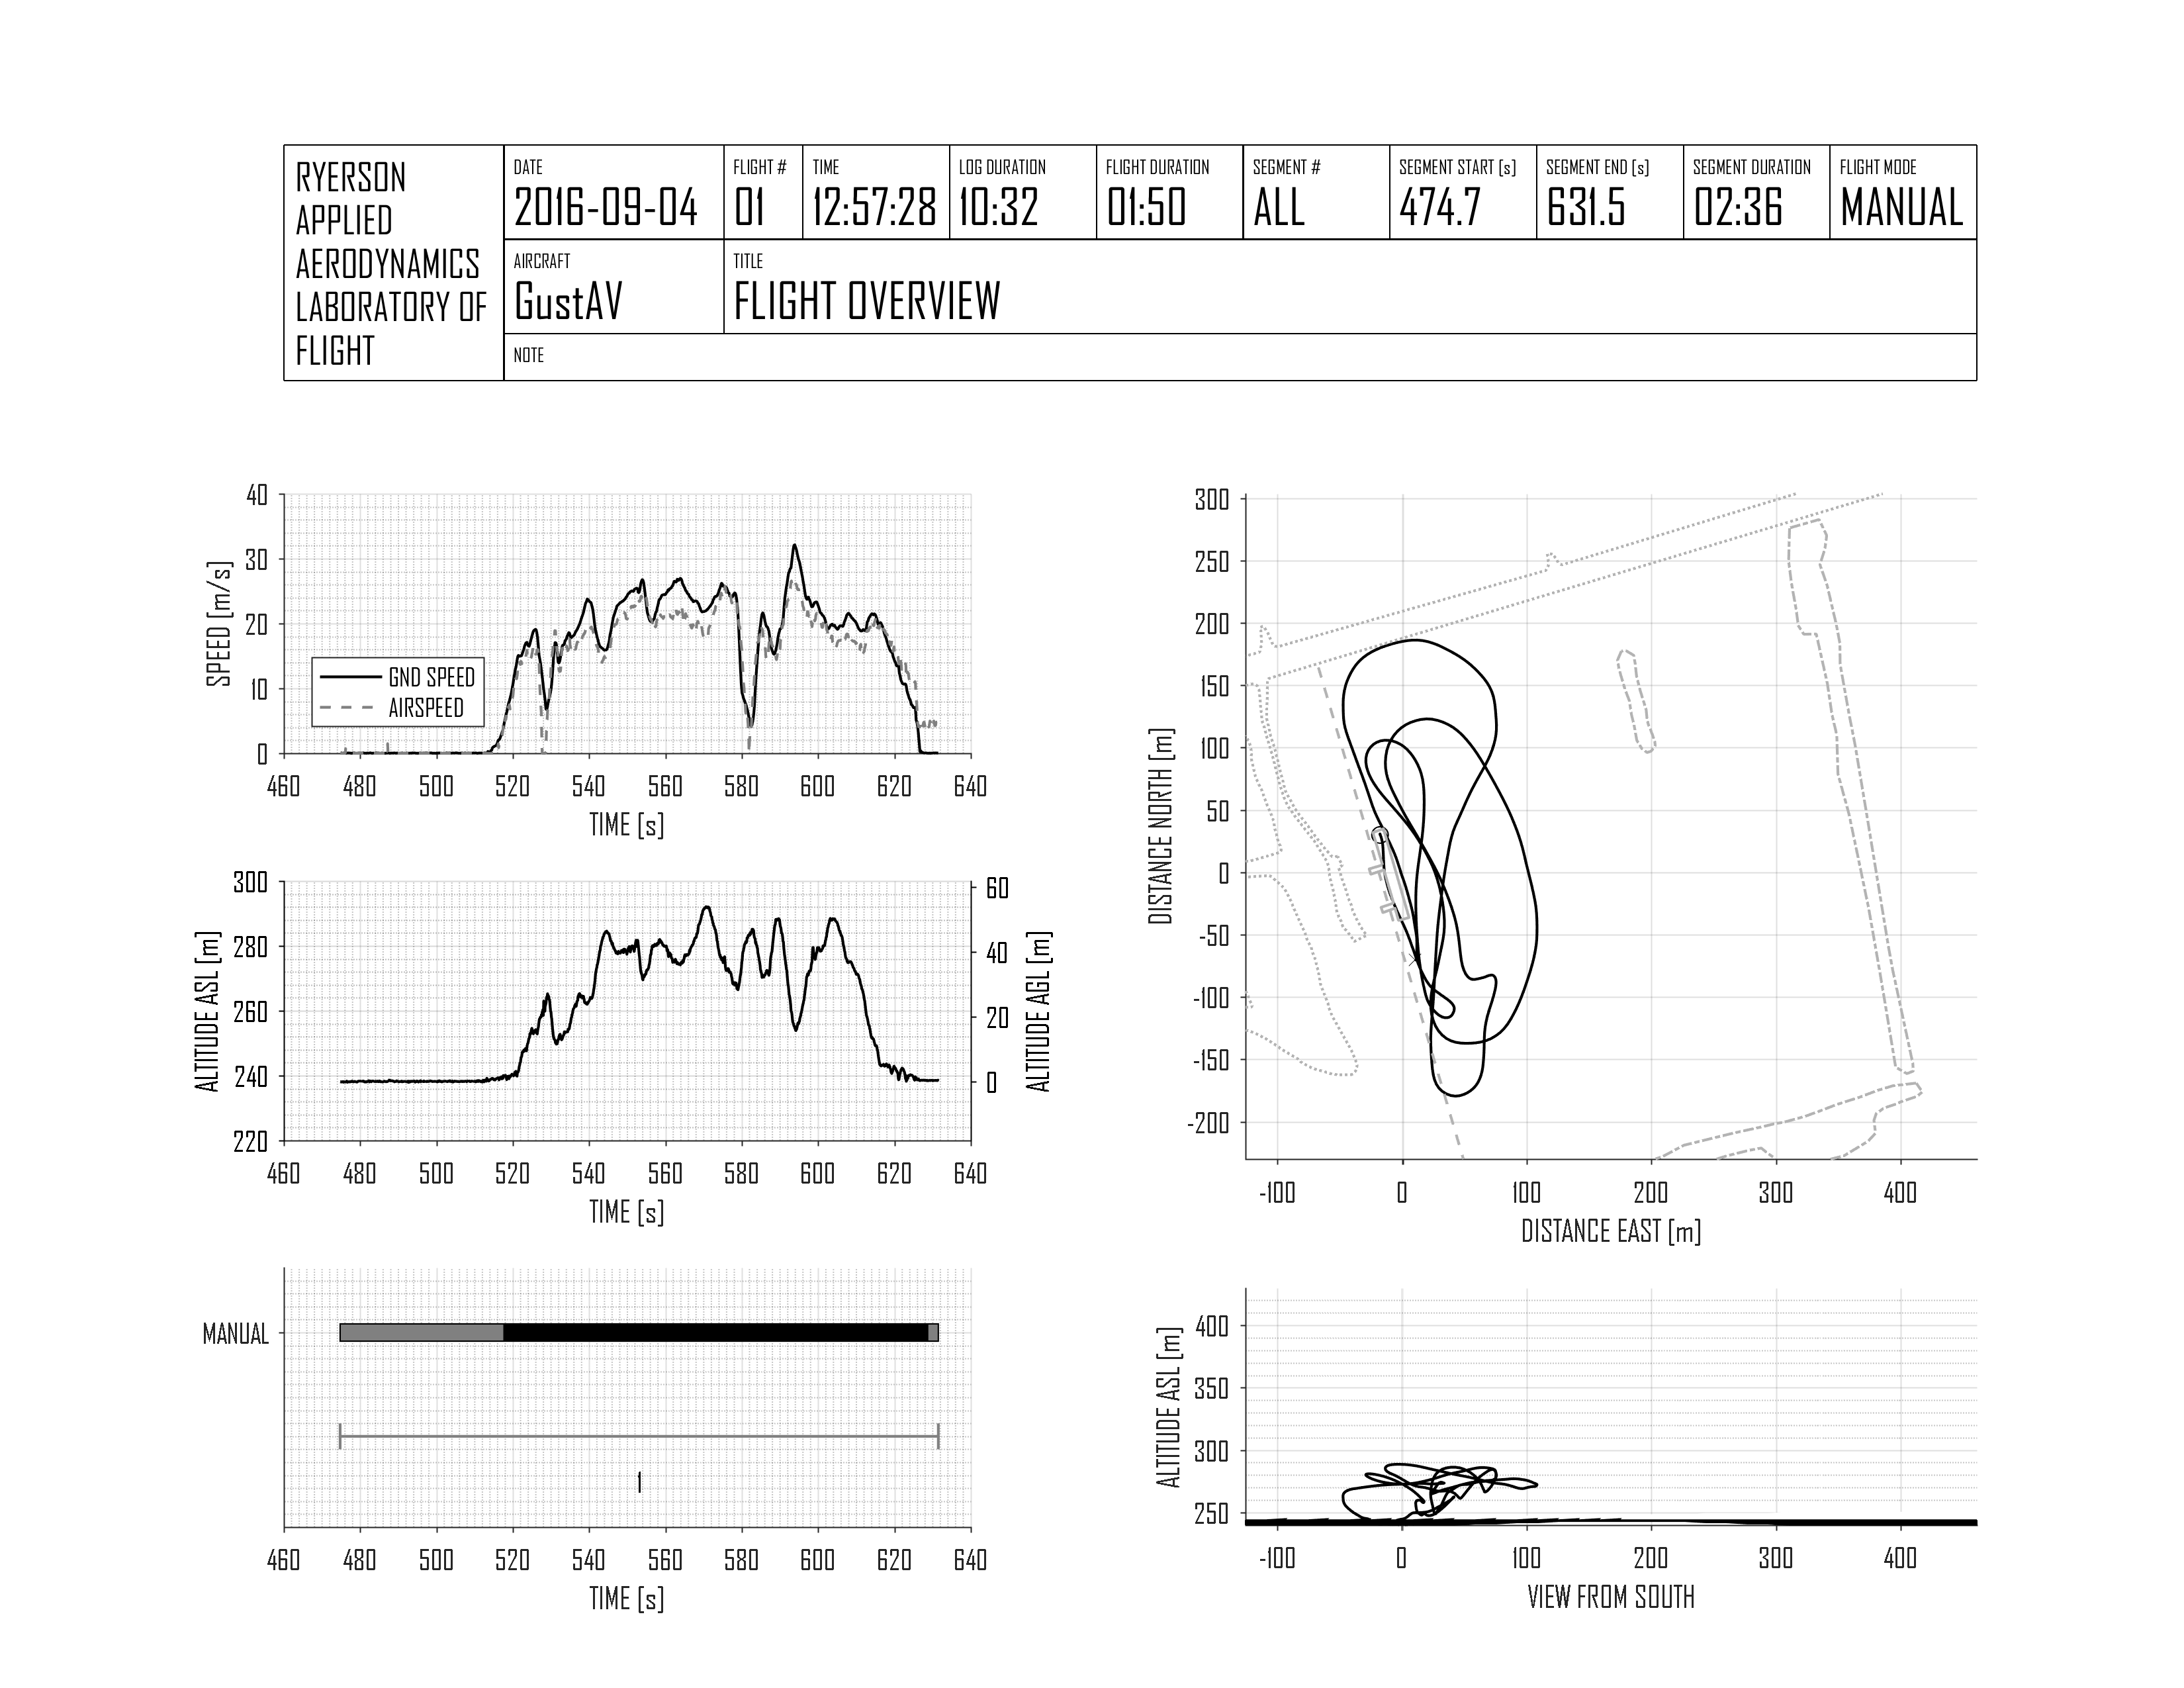 RYERSON
APPLIED
AERODYNAMICS
LABORATORY OF
FLIGHT
DATE
2016-09-04
FLIGHT #
01
TIME
12:57:28
LOG DURATION
10:32
FLIGHT DURATION
01:50
SEGMENT #
ALL
SEGMENT START [s]
474.7
SEGMENT END [s]
631.5
SEGMENT DURATION
02:36
FLIGHT MODE
MANUAL
AIRCRAFT
GustAV
TITLE
FLIGHT OVERVIEW
NOTE
SPEED [m/s]
40
30
20
10
0
GND SPEED
AIRSPEED
460 480 500 520 540 560 580 600 620 640
TIME [s]
ALTITUDE ASL [m]
300
280
260
240
220
60
40
20
0
ALTITUDE AGL [m]
460 480 500 520 540 560 580 600 620 640
TIME [s]
MANUAL
1
460 480 500 520 540 560 580 600 620 640
TIME [s]
DISTANCE NORTH [m]
300
250
200
150
100
50
0
-50
-100
-150
-200
-100 0 100 200 300 400
DISTANCE EAST [m]
ALTITUDE ASL [m]
400
350
300
250
-100 0 100 200 300 400
VIEW FROM SOUTH